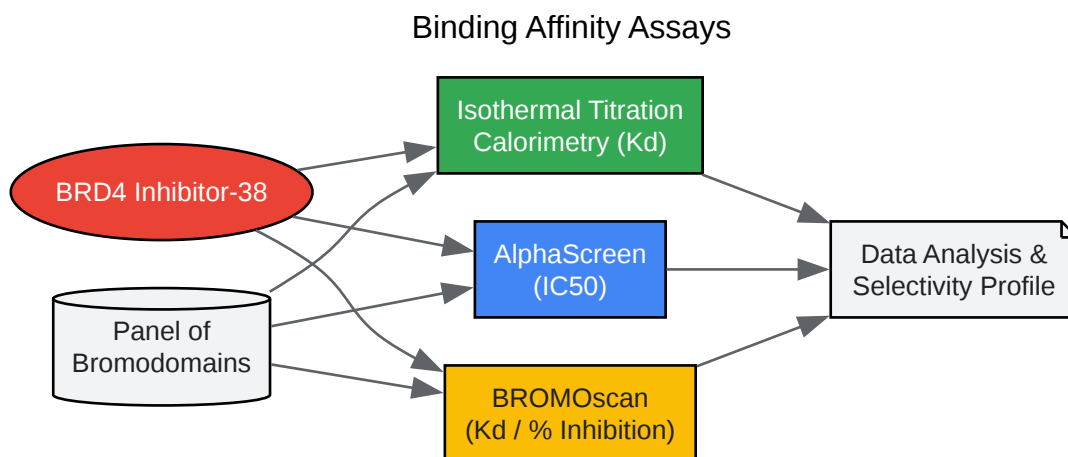 Binding Affinity Assays
Isothermal Titration
Calorimetry (Kd)
BRD4 Inhibitor-38
AlphaScreen
(IC50)
Data Analysis &
Selectivity Profile
Panel of
Bromodomains
BROMOscan
(Kd / % Inhibition)